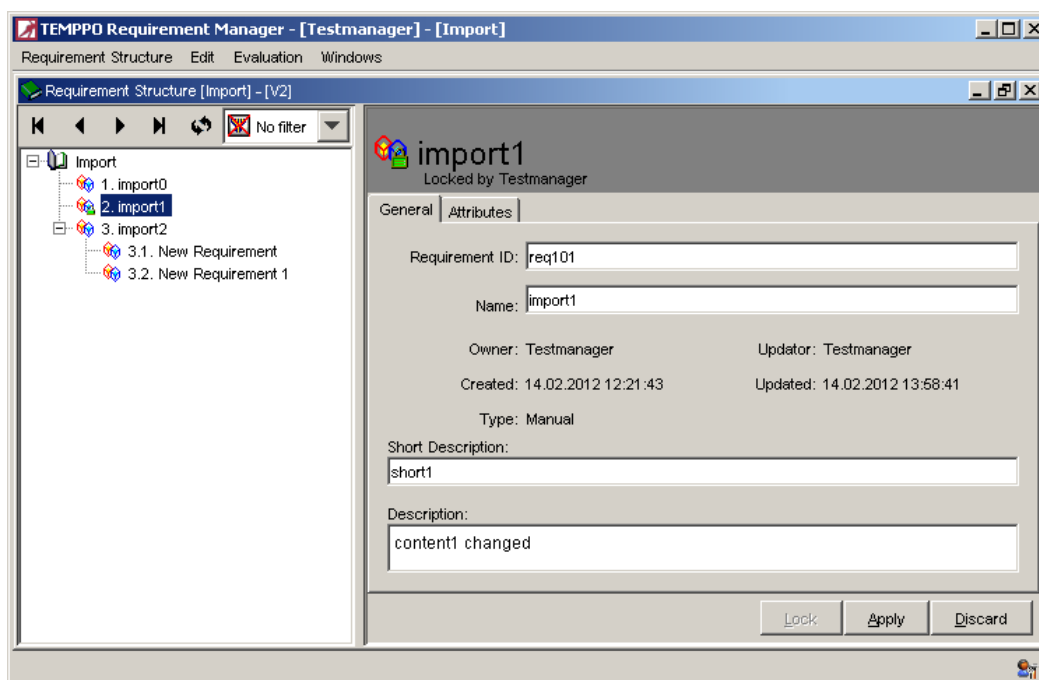 TEMPPO Requirement Manager - [Testmanager] - [Import]
Requirement Structure Edit Evaluation Windows
Requirement Structure [Import] - [V2]
No filter
Import
1. import0
2. import1
3. import2
3.1. New Requirement
3.2. New Requirement 1
import1
Locked by Testmanager
General Attributes
Requirement ID: req101
Name: import1
Owner: Testmanager Updator: Testmanager
Created: 14.02.2012 12:21:43 Updated: 14.02.2012 13:58:41
Type: Manual
Short Description:
short1
Description:
content1 changed
Lock Apply Discard